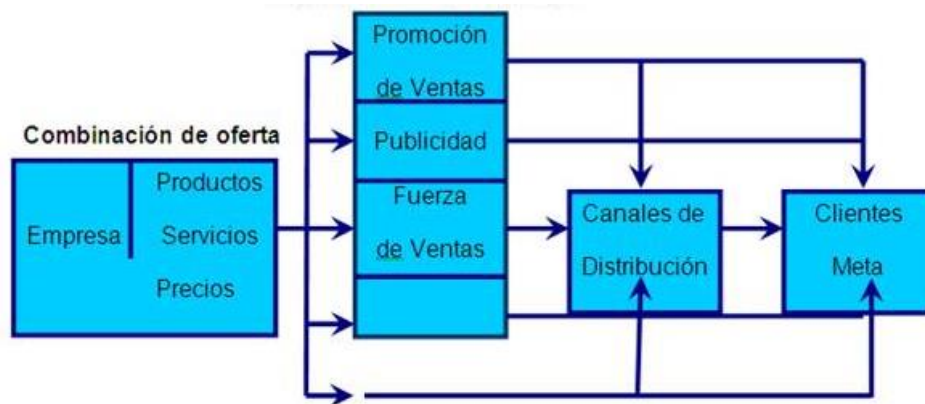 Combinación de oferta
Empresa
Productos
Servicios
Precios
Promoción
de Ventas
Publicidad
Fuerza
de Ventas
Canales de
Distribución
Clientes
Meta